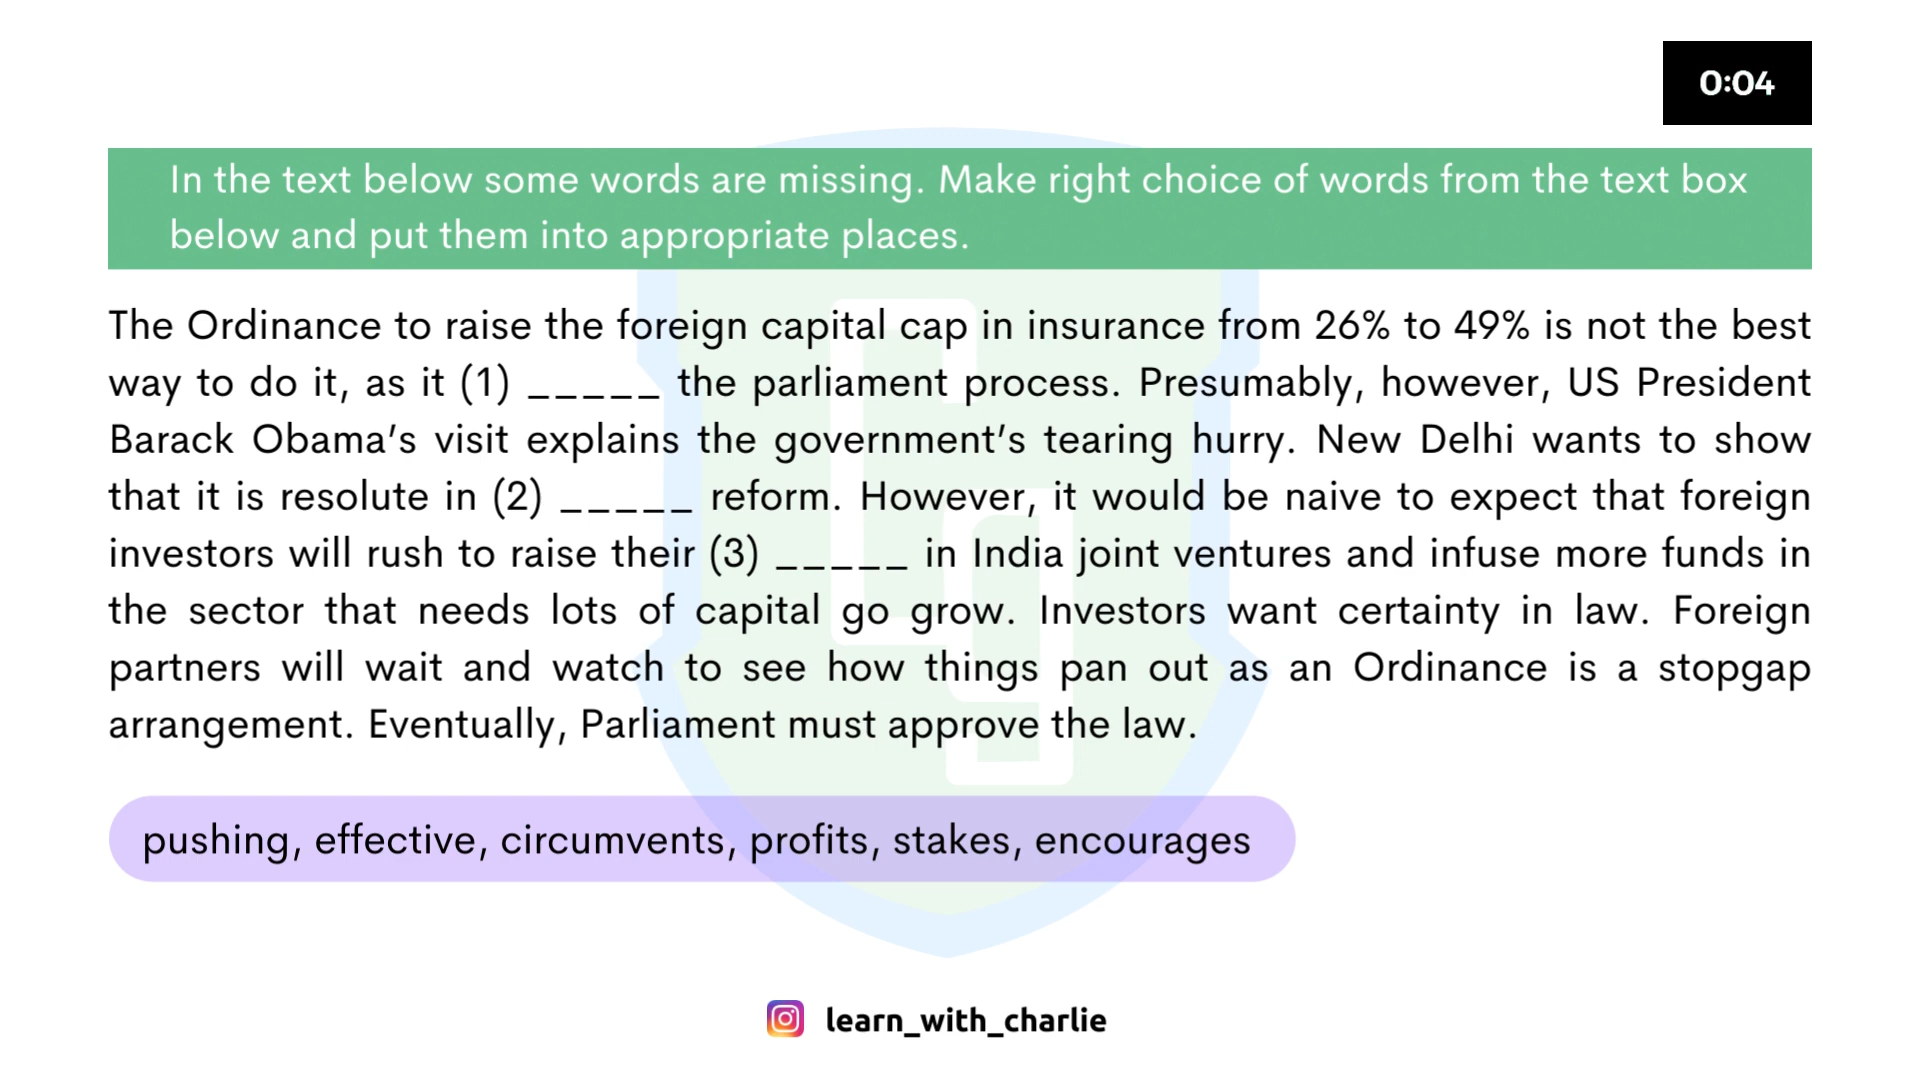 0:04
In the text below some words are missing. Make right choice of words from the text box
below and put them into appropriate places.
The Ordinance to raise the foreign capital cap in insurance from 26% to 49% is not the best
way to do it, as it (1) _____ the parliament process. Presumably, however, US President
Barack Obama’s visit explains the government’s tearing hurry. New Delhi wants to show
that it is resolute in (2) _____ reform. However, it would be naive to expect that foreign
investors will rush to raise their (3) _____ in India joint ventures and infuse more funds in
the sector that needs lots of capital go grow. Investors want certainty in law. Foreign
partners will wait and watch to see how things pan out as an Ordinance is a stopgap
arrangement. Eventually, Parliament must approve the law.
pushing, effective, circumvents, profits, stakes, encourages
learn_with_charlie